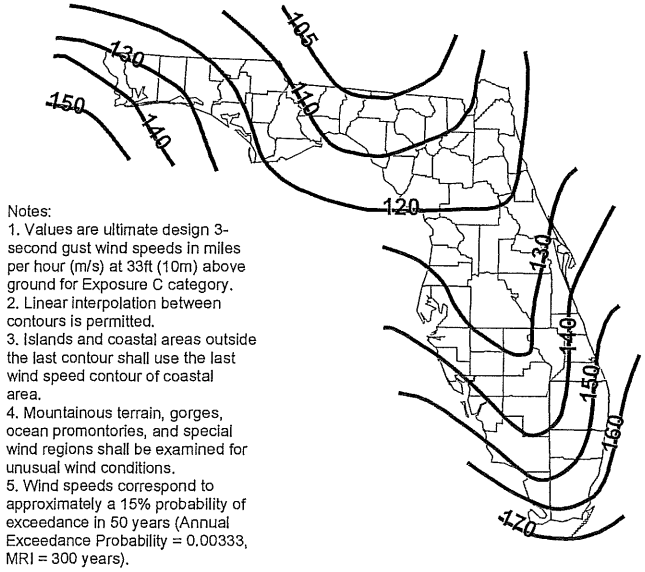 105
130
110
150
140
120
Notes:
1. Values are ultimate design 3-
second gust wind speeds in miles
per hour (m/s) at 33ft (10m) above
ground for Exposure C category.
2. Linear interpolation between
contours is permitted.
3. Islands and coastal areas outside
the last contour shall use the last
wind speed contour of coastal
area.
4. Mountainous terrain, gorges,
ocean promontories, and special
wind regions shall be examined for
unusual wind conditions.
5. Wind speeds correspond to
approximately a 15% probability of
exceedance in 50 years (Annual
Exceedance Probability = 0.00333,
MRI = 300 years).
130
140
150
160
170